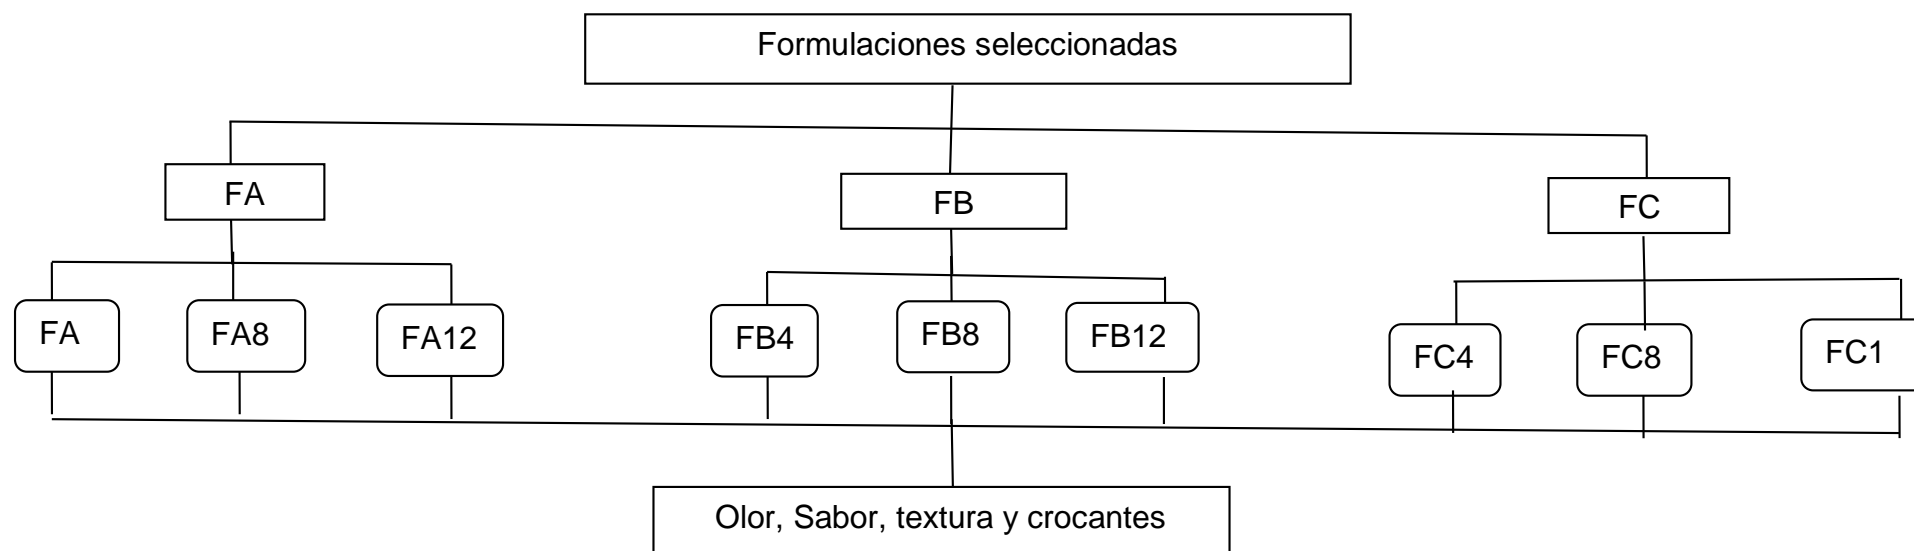 Formulaciones seleccionadas
FA
FB
FC
FA
FA8
FA12
FB4
FB8
FB12
FC4
FC8
FC1
Olor, Sabor, textura y crocantes